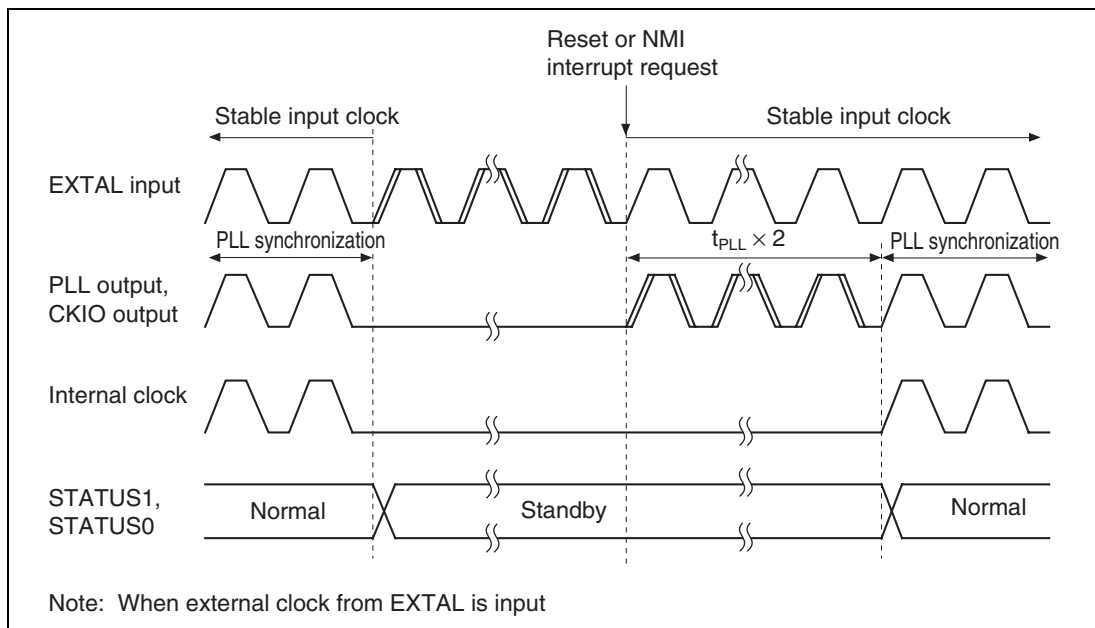 Reset or NMI
interrupt request
Stable input clock
Stable input clock
EXTAL input
PLL synchronization
tPLL × 2
PLL synchronization
PLL output,
CKIO output
Internal clock
STATUS1,
STATUS0
Normal
Standby
Normal
Note: When external clock from EXTAL is input